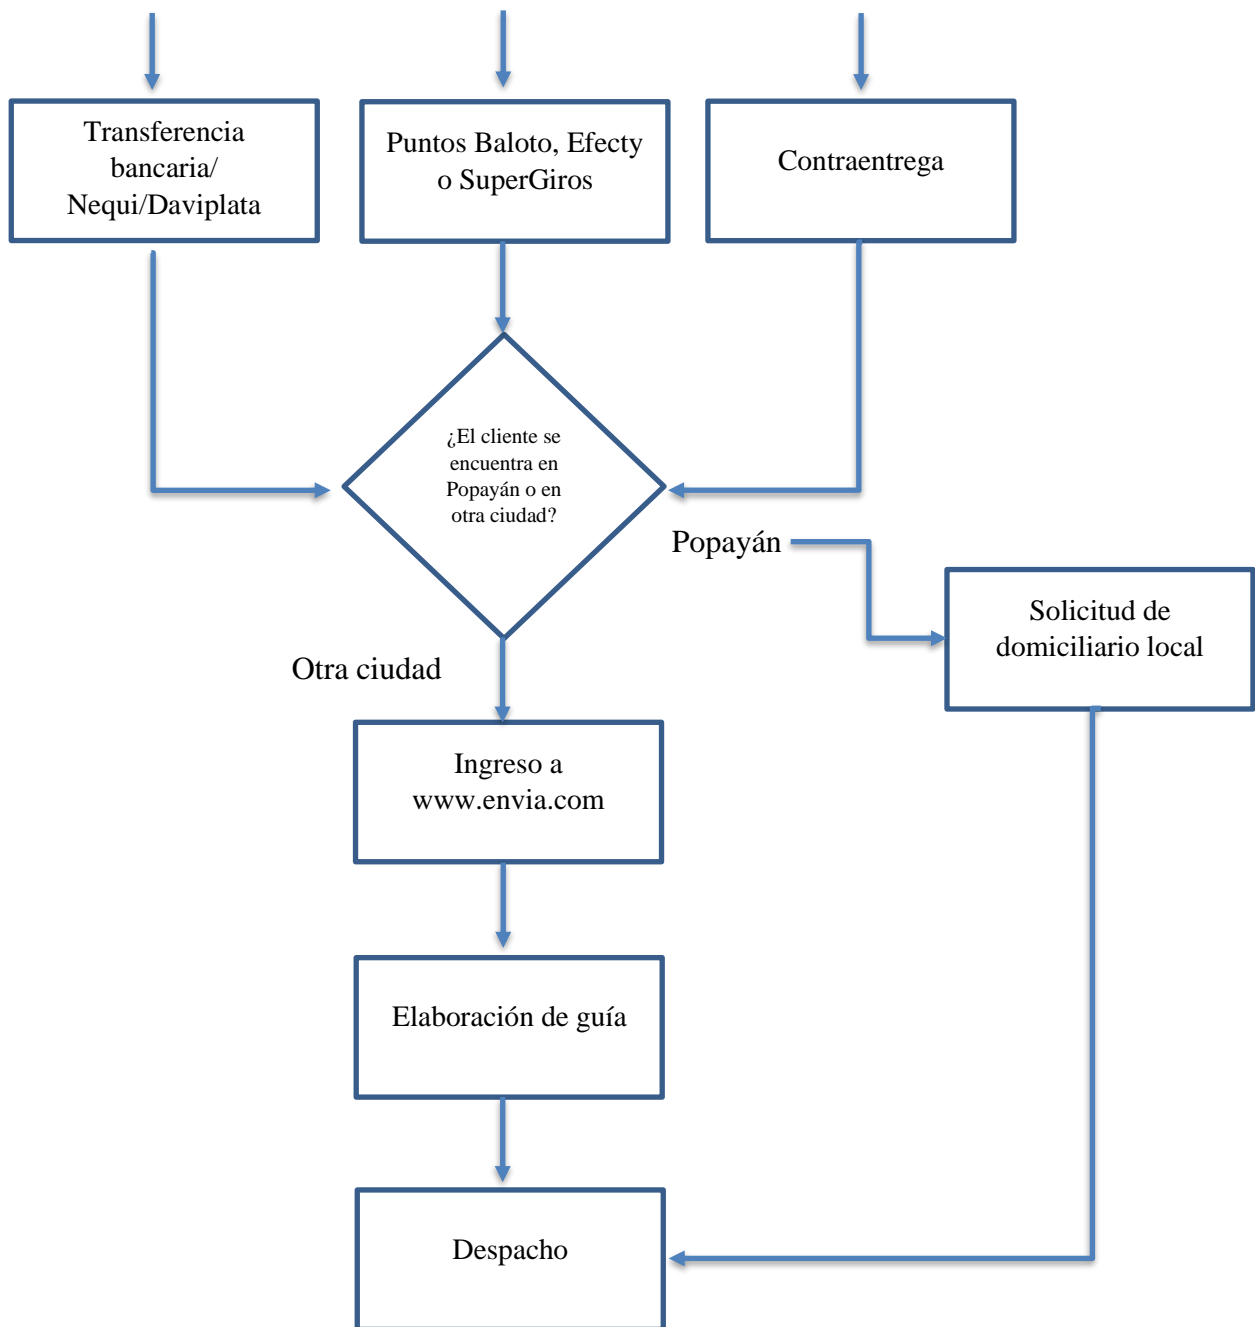 Transferencia
bancaria/
Nequi/Daviplata
Puntos Baloto, Efecty
o SuperGiros
Contraentrega
¿El cliente se
encuentra en
Popayán o en
otra ciudad?
Popayán
Solicitud de
domiciliario local
Otra ciudad
Ingreso a
www.envia.com
Elaboración de guía
Despacho